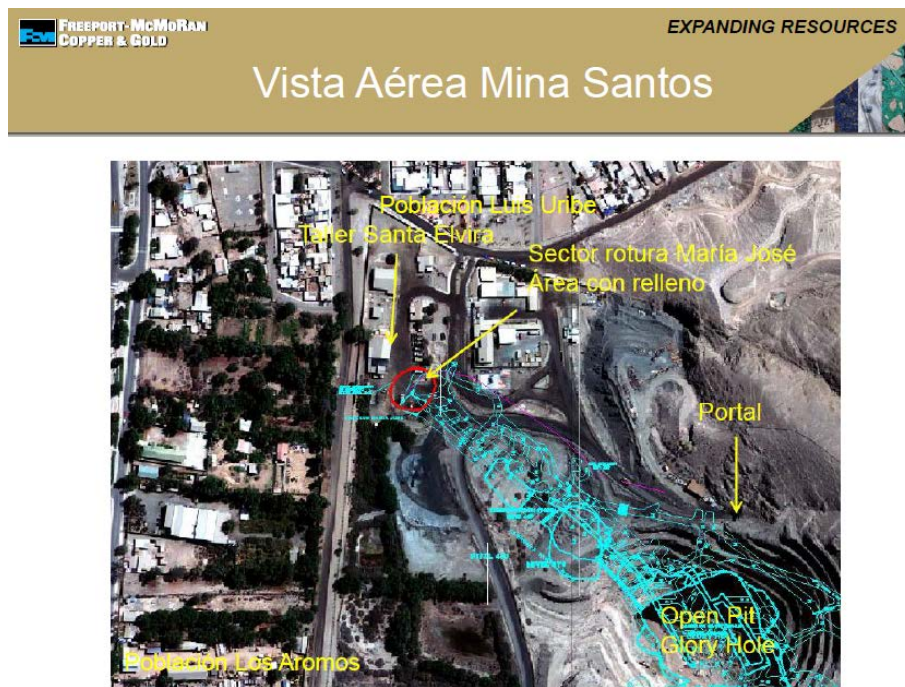 FREEPORT-MCMORAN
COPPER & GOLD
EXPANDING RESOURCES
Vista Aérea Mina Santos
Población Luis Uribe
Taller Santa Elvira
Sector rotura María José
Área con relleno
Portal
Open Pit
Glory Hole
Población Los Aromos